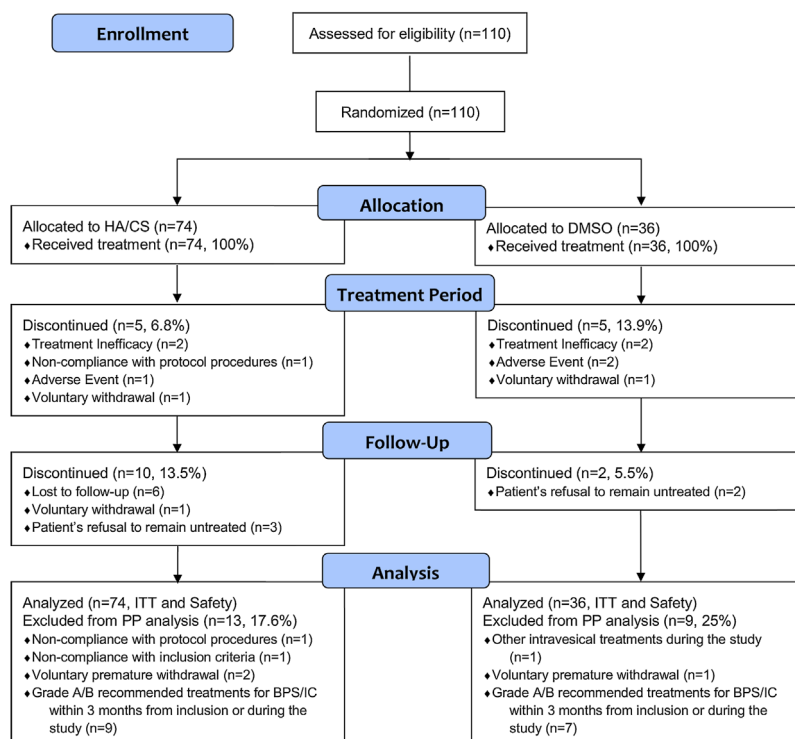 Enrollment
Assessed for eligibility (n=110)
Randomized (n=110)
Allocation
Allocated to HA/CS (n=74)
♦Received treatment (n=74, 100%)
Allocated to DMSO (n=36)
♦Received treatment (n=36, 100%)
Treatment Period
Discontinued (n=5, 6.8%)
♦Treatment Inefficacy (n=2)
♦Non-compliance with protocol procedures (n=1)
♦Adverse Event (n=1)
♦Voluntary withdrawal (n=1)
Discontinued (n=5, 13.9%)
♦Treatment Inefficacy (n=2)
♦Adverse Event (n=2)
♦Voluntary withdrawal (n=1)
Follow-Up
Discontinued (n=10, 13.5%)
♦Lost to follow-up (n=6)
♦Voluntary withdrawal (n=1)
♦Patient's refusal to remain untreated (n=3)
Discontinued (n=2, 5.5%)
♦Patient's refusal to remain untreated (n=2)
Analysis
Analyzed (n=74, ITT and Safety)
Excluded from PP analysis (n=13, 17.6%)
♦Non-compliance with protocol procedures (n=1)
♦Non-compliance with inclusion criteria (n=1)
♦Voluntary premature withdrawal (n=2)
♦Grade A/B recommended treatments for BPS/IC
within 3 months from inclusion or during the
study (n=9)
Analyzed (n=36, ITT and Safety)
Excluded from PP analysis (n=9, 25%)
♦Other intravesical treatments during the study
(n=1)
♦Voluntary premature withdrawal (n=1)
♦Grade A/B recommended treatments for BPS/IC
within 3 months from inclusion or during the
study (n=7)